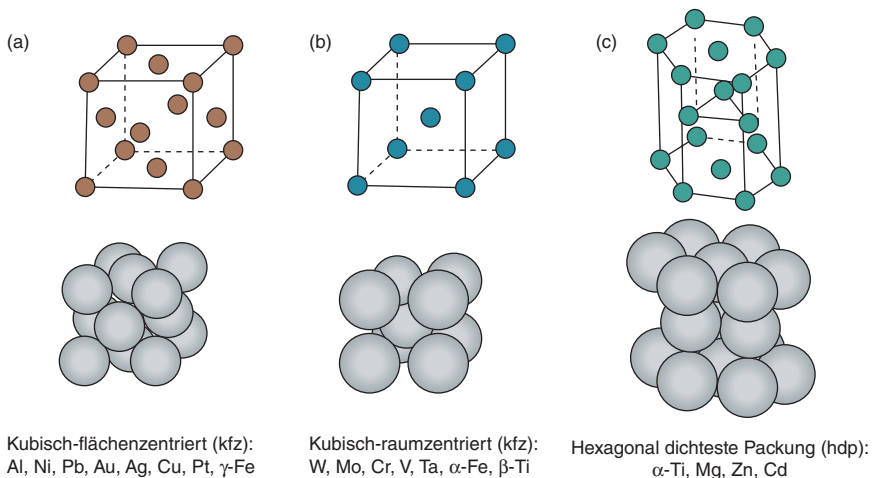 (a)
(b)
(c)
Kubisch-flächenzentriert (kfz):
Al, Ni, Pb, Au, Ag, Cu, Pt, γ-Fe
Kubisch-raumzentriert (kfz):
W, Mo, Cr, V, Ta, α-Fe, β-Ti
Hexagonal dichteste Packung (hdp):
α-Ti, Mg, Zn, Cd